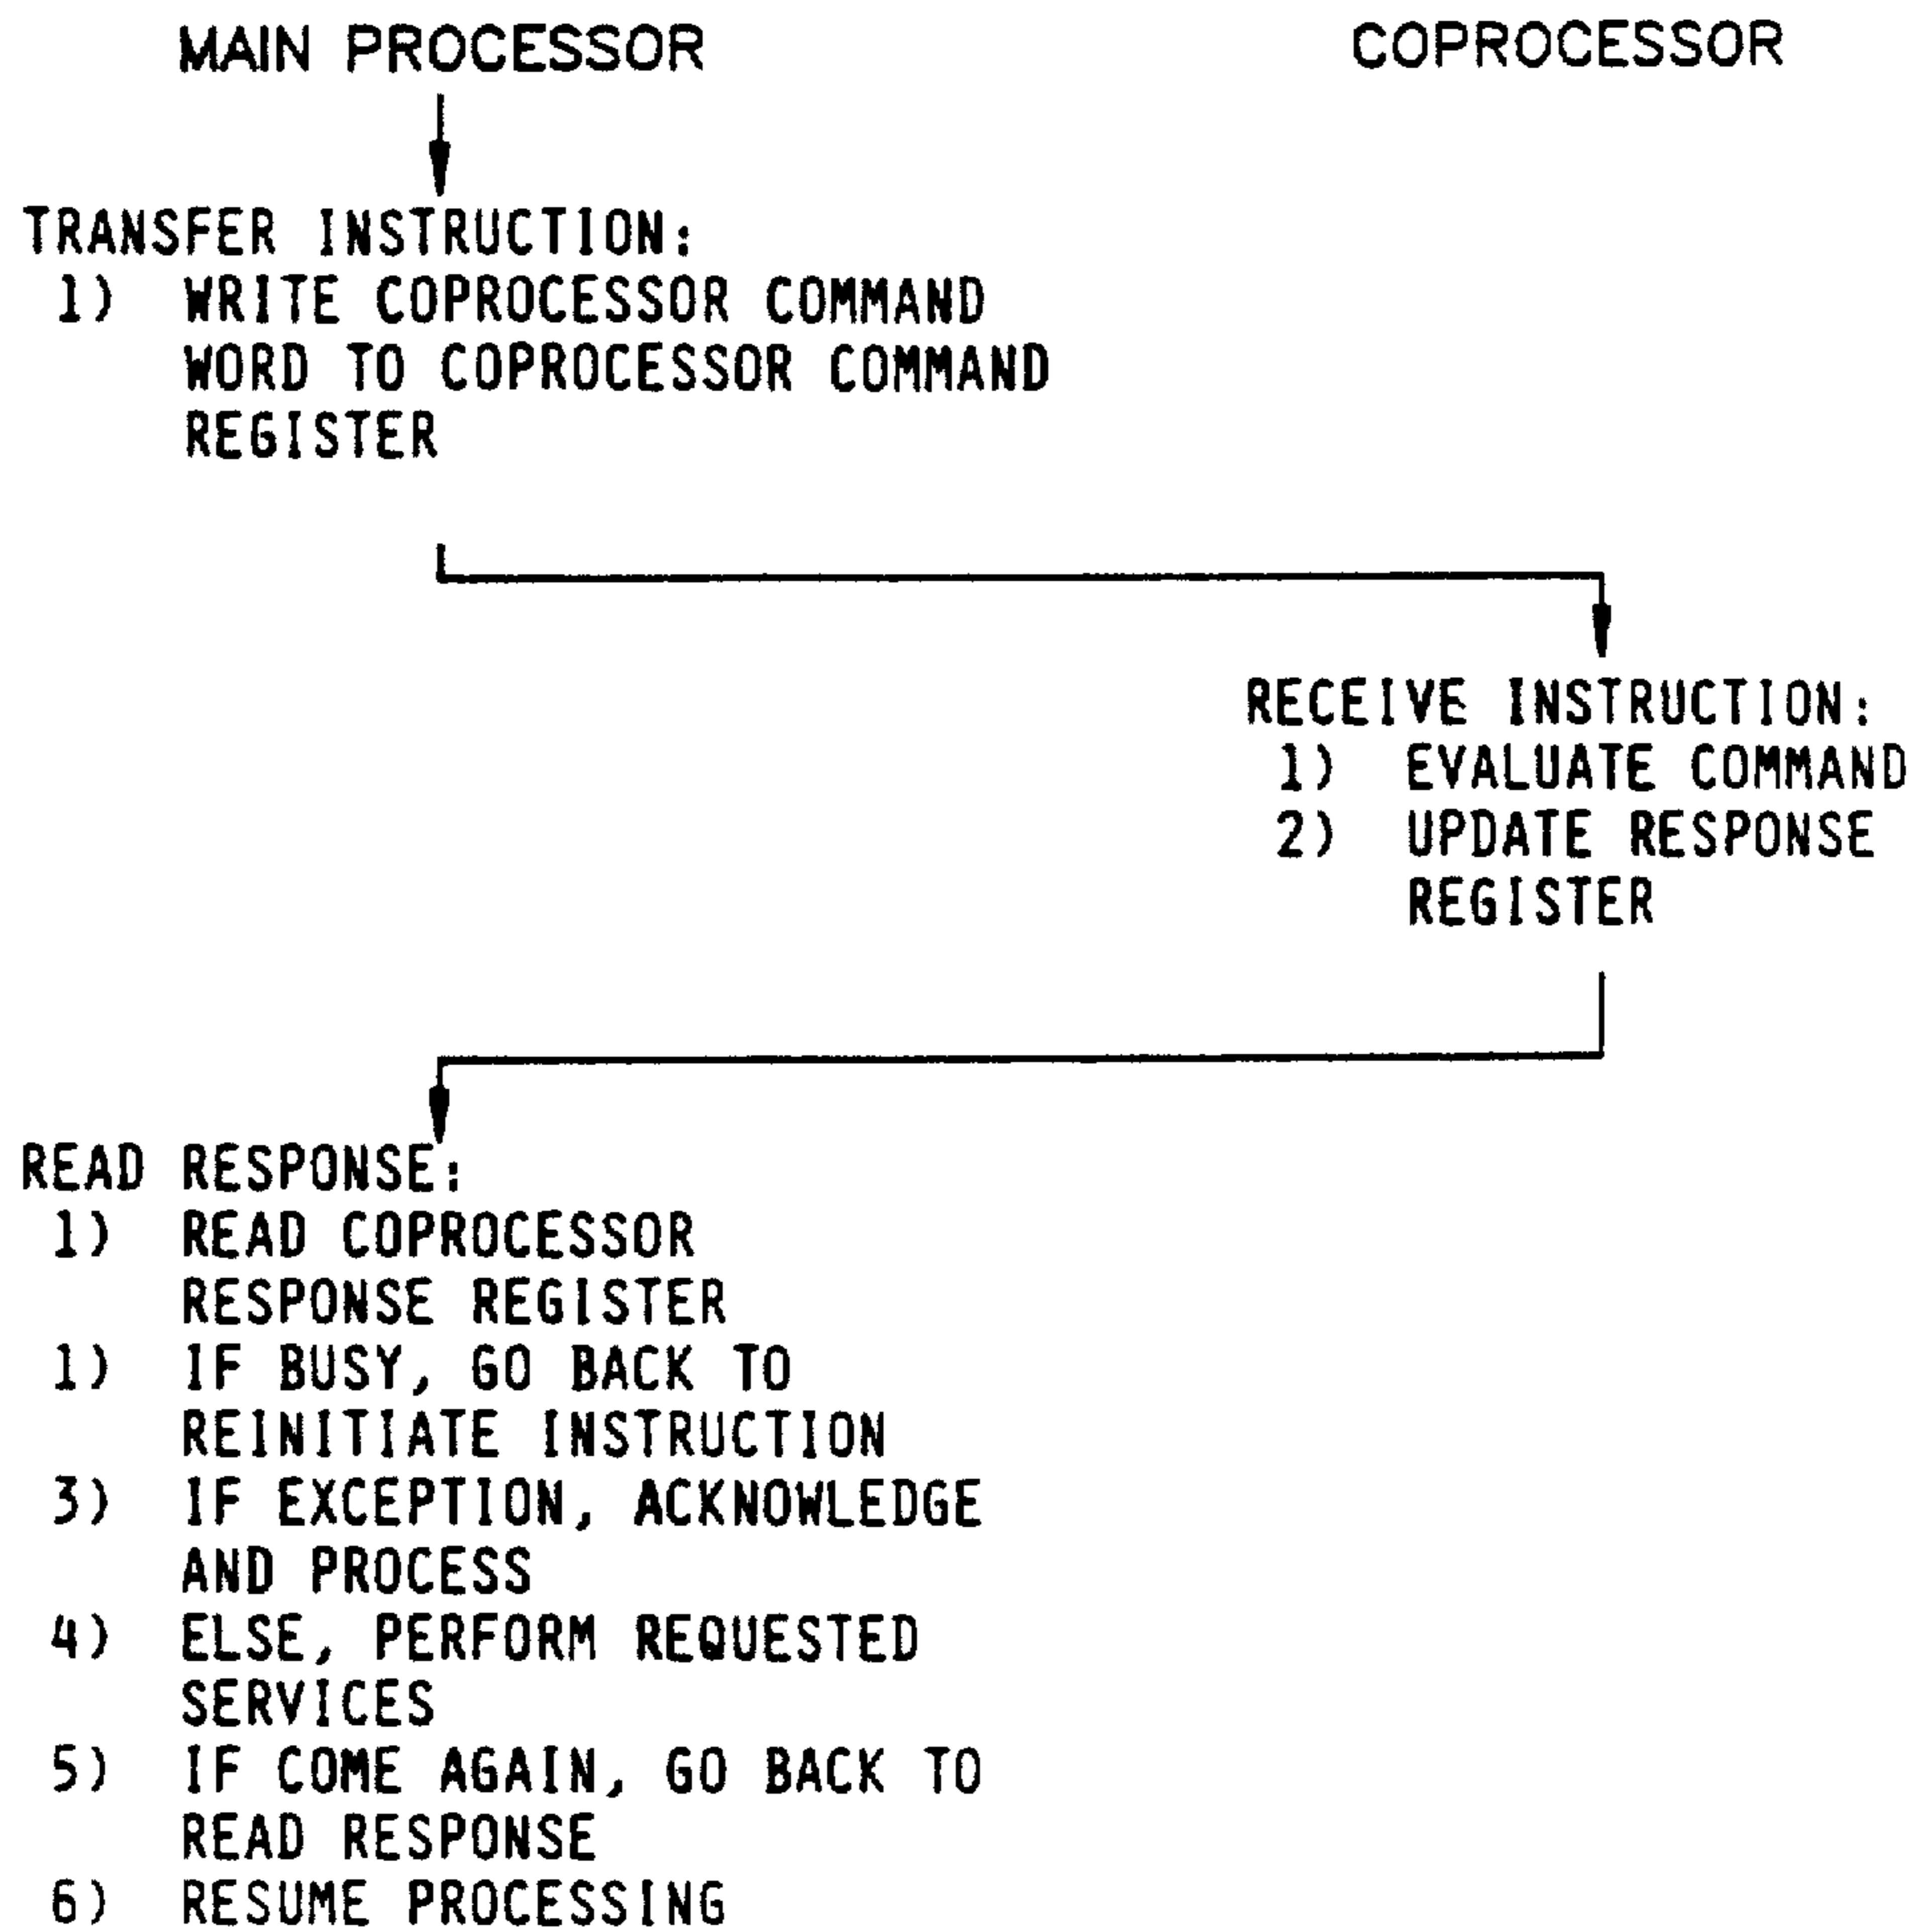 MAIN PROCESSOR
COPROCESSOR
TRANSFER INSTRUCTION:
1) WRITE COPROCESSOR COMMAND
WORD TO COPROCESSOR COMMAND
REGISTER
RECEIVE INSTRUCTION:
1) EVALUATE COMMAND
2) UPDATE RESPONSE
REGISTER
READ RESPONSE:
1) READ COPROCESSOR
RESPONSE REGISTER
1) IF BUSY, GO BACK TO
REINITIATE INSTRUCTION
3) IF EXCEPTION, ACKNOWLEDGE
AND PROCESS
4) ELSE, PERFORM REQUESTED
SERVICES
5) IF COME AGAIN, GO BACK TO
READ RESPONSE
6) RESUME PROCESSING